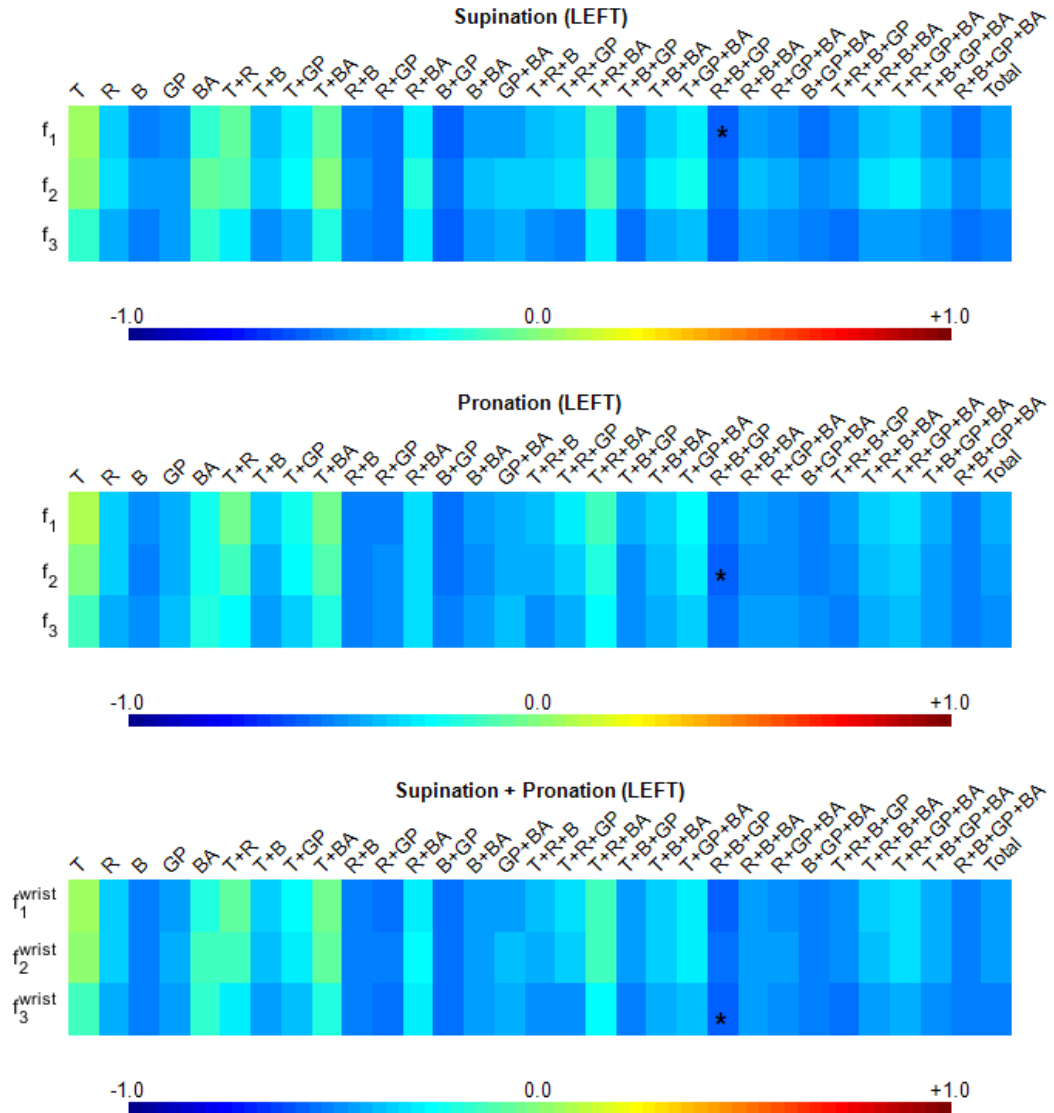 Supination (LEFT)
T R B GP BA T+R T+B T+GP T+BA R+B R+GP R+BA B+GP B+BA GP+BA T+R+B T+R+GP T+R+BA T+B+GP T+B+BA T+GP+BA R+B+GP R+B+BA R+GP+BA B+GP+BA T+R+B+GP T+R+B+BA T+R+GP+BA T+B+GP+BA R+B+GP+BA Total
f1
*
f2
f3
-1.0 0.0 +1.0
Pronation (LEFT)
T R B GP BA T+R T+B T+GP T+BA R+B R+GP R+BA B+GP B+BA GP+BA T+R+B T+R+GP T+R+BA T+B+GP T+B+BA T+GP+BA R+B+GP R+B+BA R+GP+BA B+GP+BA T+R+B+GP T+R+B+BA T+R+GP+BA T+B+GP+BA R+B+GP+BA Total
f1
f2
*
f3
-1.0 0.0 +1.0
Supination + Pronation (LEFT)
T R B GP BA T+R T+B T+GP T+BA R+B R+GP R+BA B+GP B+BA GP+BA T+R+B T+R+GP T+R+BA T+B+GP T+B+BA T+GP+BA R+B+GP R+B+BA R+GP+BA B+GP+BA T+R+B+GP T+R+B+BA T+R+GP+BA T+B+GP+BA R+B+GP+BA Total
f1wrist
f2wrist
f3wrist
*
-1.0 0.0 +1.0